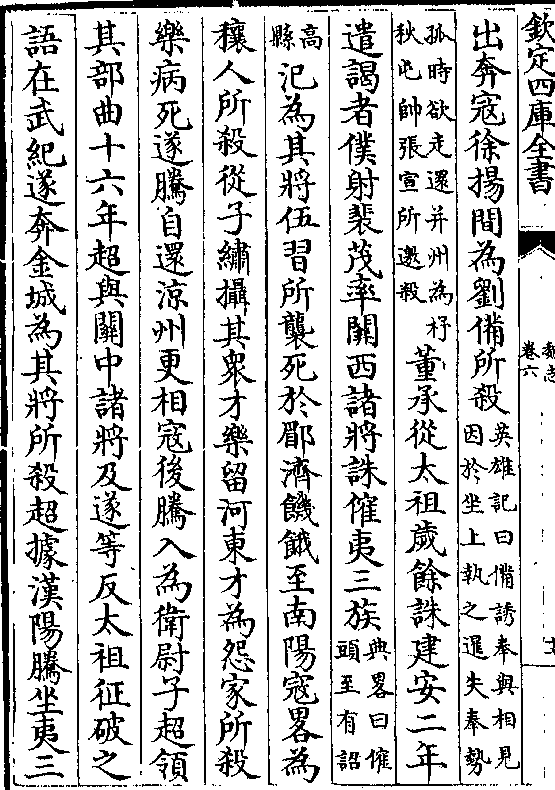 欽定四庫全書
魏志
卷六
出奔寇徐揚間為劉備所殺
英雄記曰備誘奉與相見
因於坐上執之暹失奉勢
孤時欲走還并州為杼
秋屯帥張宣所邀殺
董承從太祖歲餘誅建安二年
遣謁者僕射裴茂率關西諸將誅傕夷三族
典畧曰傕
頭至有詔
高
縣
汜為其將伍習所襲死於郿濟饑餓至南陽寇畧為
穰人所殺從子繡攝其衆才樂留河東才為怨家所殺
樂病死遂騰自還涼州更相寇後騰入為衛尉子超領
其部曲十六年超與關中諸將及遂等反太祖征破之
語在武紀遂奔金城為其將所殺超據漢陽騰坐夷三